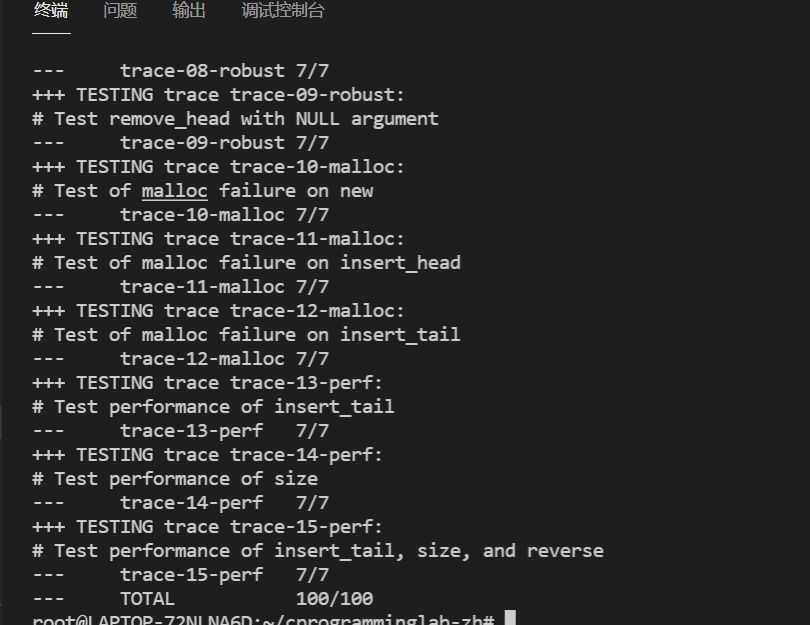 终端 问题 输出 调试控制台
---     trace-08-robust 7/7
+++ TESTING trace trace-09-robust:
# Test remove_head with NULL argument
---     trace-09-robust 7/7
+++ TESTING trace trace-10-malloc:
# Test of malloc failure on new
---     trace-10-malloc 7/7
+++ TESTING trace trace-11-malloc:
# Test of malloc failure on insert_head
---     trace-11-malloc 7/7
+++ TESTING trace trace-12-malloc:
# Test of malloc failure on insert_tail
---     trace-12-malloc 7/7
+++ TESTING trace trace-13-perf:
# Test performance of insert_tail
---     trace-13-perf   7/7
+++ TESTING trace trace-14-perf:
# Test performance of size
---     trace-14-perf   7/7
+++ TESTING trace trace-15-perf:
# Test performance of insert_tail, size, and reverse
---     trace-15-perf   7/7
---     TOTAL           100/100
root@LAPTOP-72NLNA6D:~/cprogramminglab-zh#